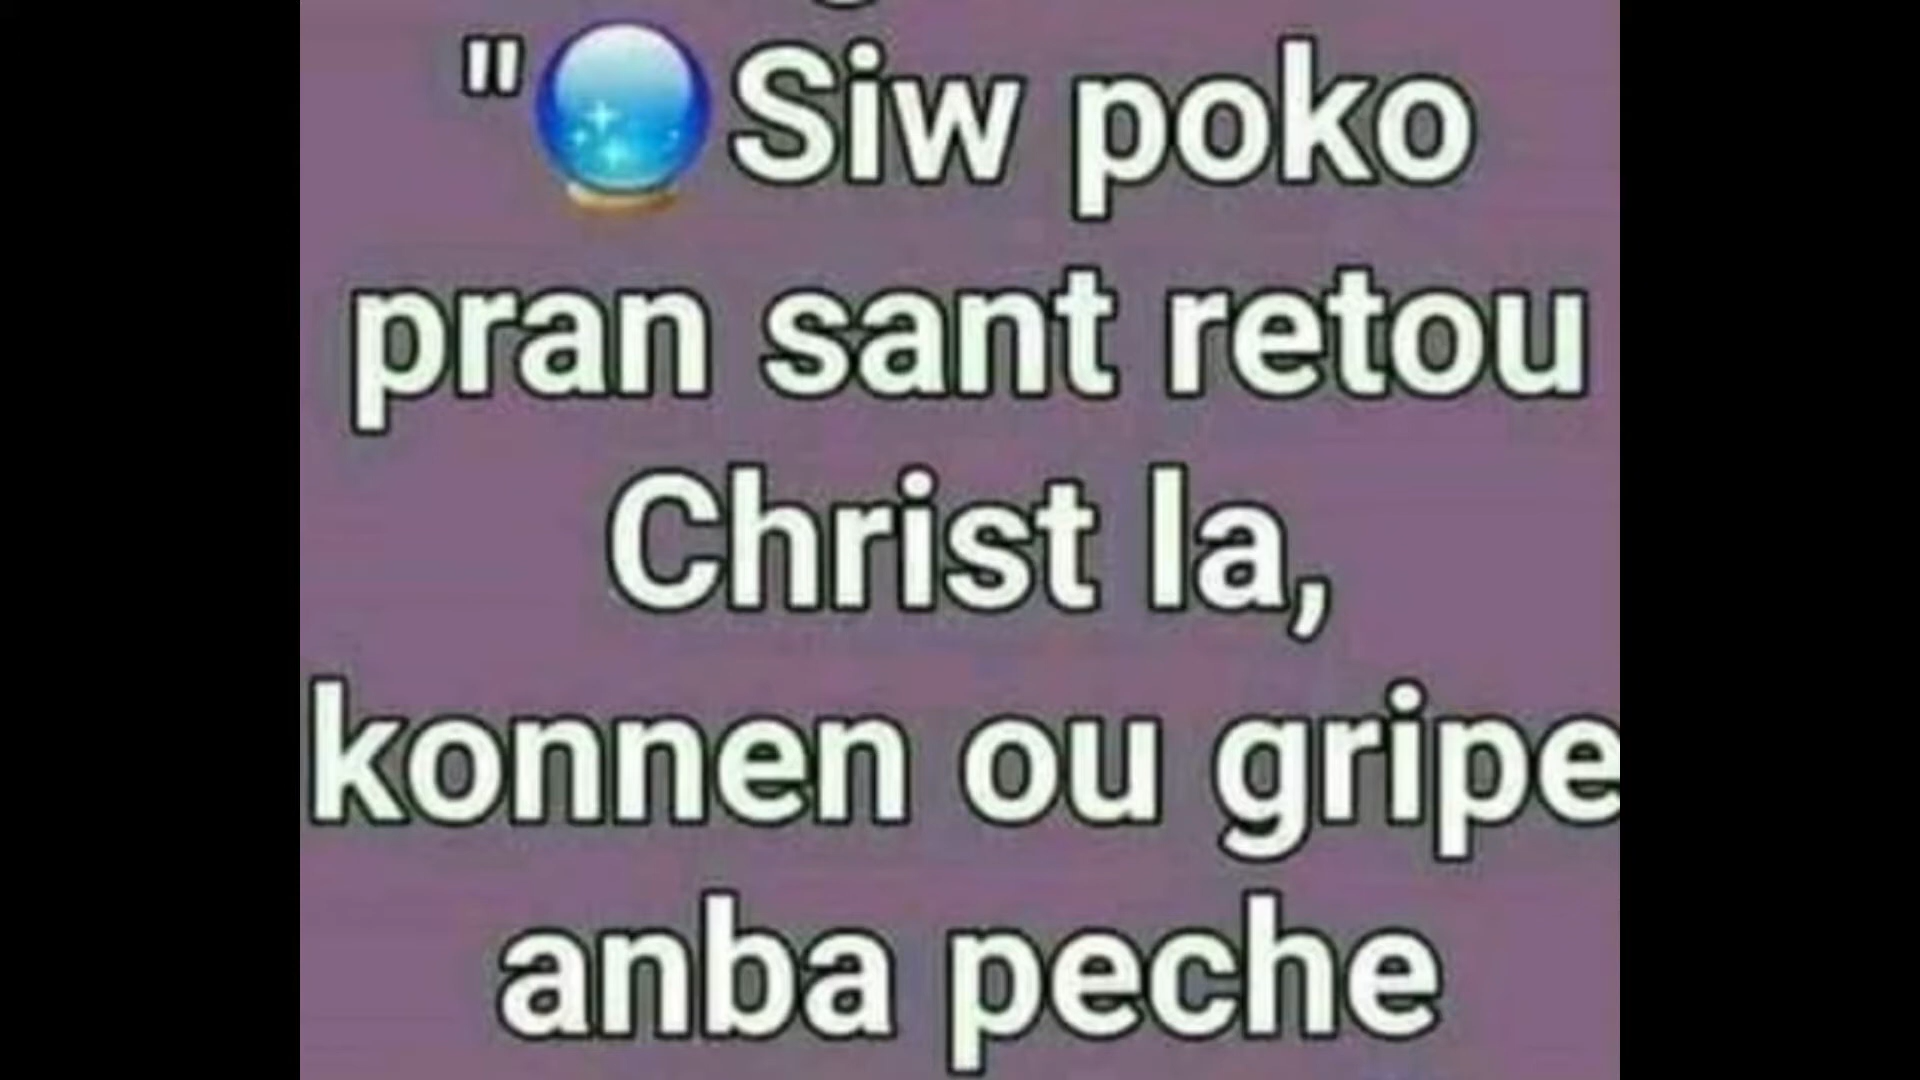 "🔮Siw poko
pran sant retou
Christ la,
konnen ou gripe
anba peche